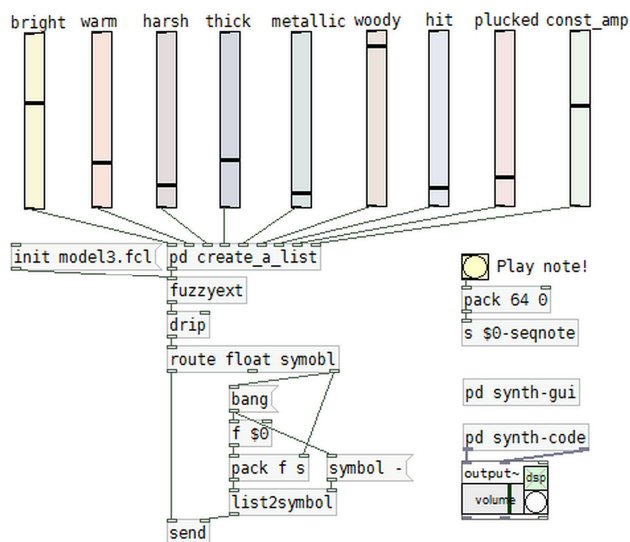 bright warm harsh thick metallic woody hit plucked const_amp
init model3.fcl
pd create_a_list
fuzzyext
drip
route float symobl
bang
f $0
pack f s
symbol -
list2symbol
send
Play note!
pack 64 0
s $0-seqnote
pd synth-gui
pd synth-code
output~
dsp
volume